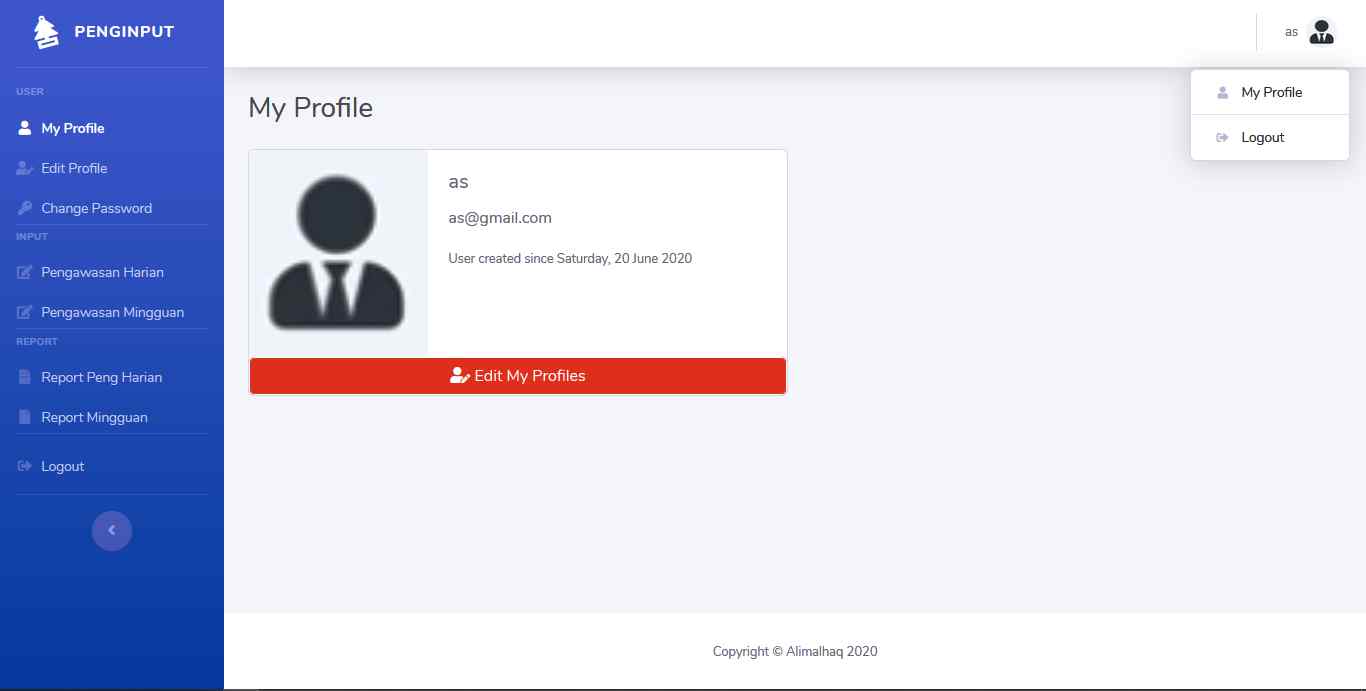 PENGINPUT
USER
My Profile
Edit Profile
Change Password
INPUT
Pengawasan Harian
Pengawasan Mingguan
REPORT
Report Peng Harian
Report Mingguan
Logout
as
My Profile
Logout
My Profile
as
as@gmail.com
User created since Saturday, 20 June 2020
Edit My Profiles
Copyright © Alimalhaq 2020